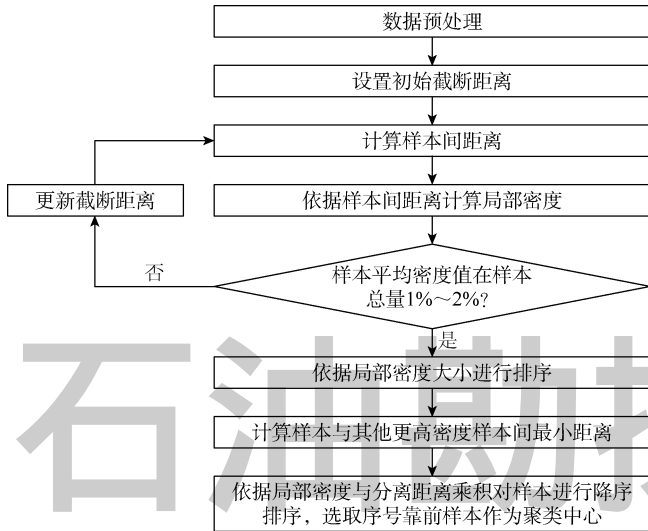 数据预处理
设置初始截断距离
计算样本间距离
更新截断距离
依据样本间距离计算局部密度
否
样本平均密度值在样本
总量1%~2%?
是
依据局部密度大小进行排序
计算样本与其他更高密度样本间最小距离
依据局部密度与分离距离乘积对样本进行降序
排序，选取序号靠前样本作为聚类中心
石油勘探